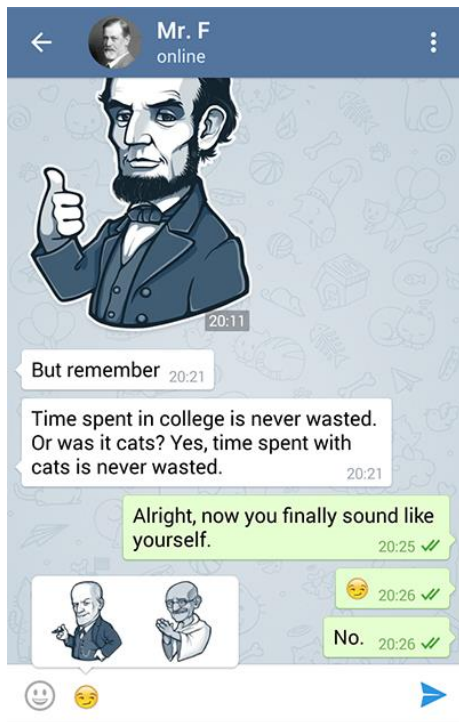 Mr. F
online
20:11
But remember 20:21
Time spent in college is never wasted.
Or was it cats? Yes, time spent with
cats is never wasted. 20:21
Alright, now you finally sound like
yourself. 20:25
😏 20:26
No. 20:26
😏